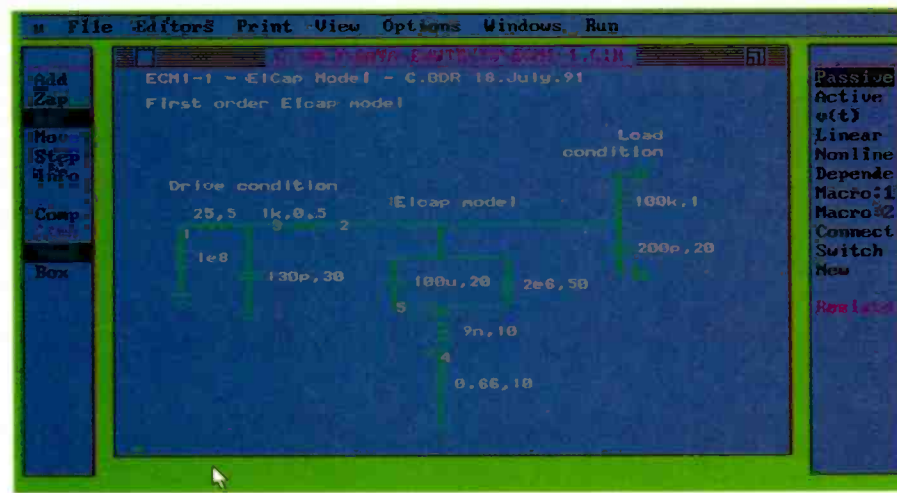 File Editors Print View Options Windows Run
ECM1-1 - ElCap Model - C.BDR 18.July.91
First order Elcap model
Load
condition
Drive condition
Elcap model
25,5 1k,0.5
100k,1
1 3 2
1e8
130p,30
200p,20
100u,20
2e6,50
5
9n,10
4
0.66,10
Add
Zap
Move
Step
Info
Comp
Box
Passive
Active
v(t)
Linear
Nonline
Depende
Macro:1
Macro:2
Connect
Switch
New